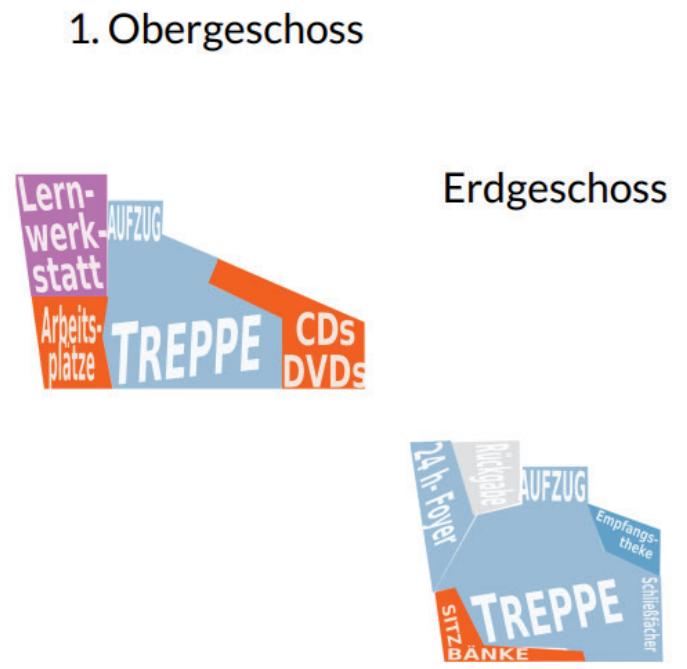 1. Obergeschoss
Lern-
werk-
statt
AUFZUG
Arbeits-
plätze
TREPPE
CDs
DVDs
Erdgeschoss
24 h-Foyer
Rückgabe
AUFZUG
Empfangs-
theke
Schließfächer
TREPPE
SITZ
BÄNKE